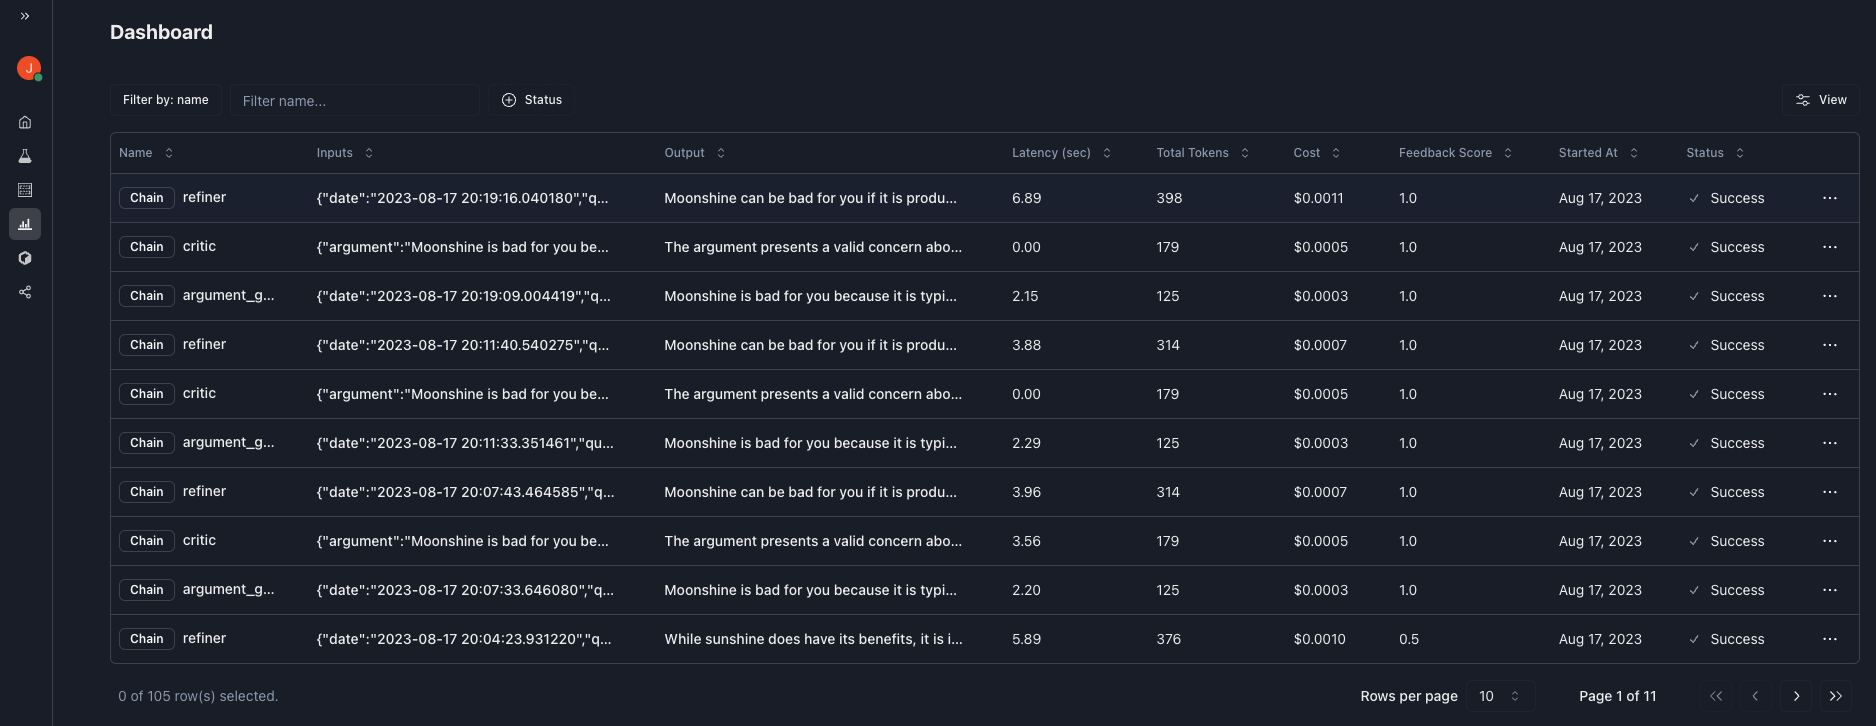 Dashboard
J
Filter by: name Filter name... Status View
Name Inputs Output Latency (sec) Total Tokens Cost Feedback Score Started At Status
Chain refiner {"date":"2023-08-17 20:19:16.040180","q... Moonshine can be bad for you if it is produ... 6.89 398 $0.0011 1.0 Aug 17, 2023 Success ...
Chain critic {"argument":"Moonshine is bad for you be... The argument presents a valid concern abo... 0.00 179 $0.0005 1.0 Aug 17, 2023 Success ...
Chain argument_g... {"date":"2023-08-17 20:19:09.004419","q... Moonshine is bad for you because it is typi... 2.15 125 $0.0003 1.0 Aug 17, 2023 Success ...
Chain refiner {"date":"2023-08-17 20:11:40.540275","q... Moonshine can be bad for you if it is produ... 3.88 314 $0.0007 1.0 Aug 17, 2023 Success ...
Chain critic {"argument":"Moonshine is bad for you be... The argument presents a valid concern abo... 0.00 179 $0.0005 1.0 Aug 17, 2023 Success ...
Chain argument_g... {"date":"2023-08-17 20:11:33.351461","qu... Moonshine is bad for you because it is typi... 2.29 125 $0.0003 1.0 Aug 17, 2023 Success ...
Chain refiner {"date":"2023-08-17 20:07:43.464585","q... Moonshine can be bad for you if it is produ... 3.96 314 $0.0007 1.0 Aug 17, 2023 Success ...
Chain critic {"argument":"Moonshine is bad for you be... The argument presents a valid concern abo... 3.56 179 $0.0005 1.0 Aug 17, 2023 Success ...
Chain argument_g... {"date":"2023-08-17 20:07:33.646080","q... Moonshine is bad for you because it is typi... 2.20 125 $0.0003 1.0 Aug 17, 2023 Success ...
Chain refiner {"date":"2023-08-17 20:04:23.931220","q... While sunshine does have its benefits, it is i... 5.89 376 $0.0010 0.5 Aug 17, 2023 Success ...
0 of 105 row(s) selected. Rows per page 10 Page 1 of 11